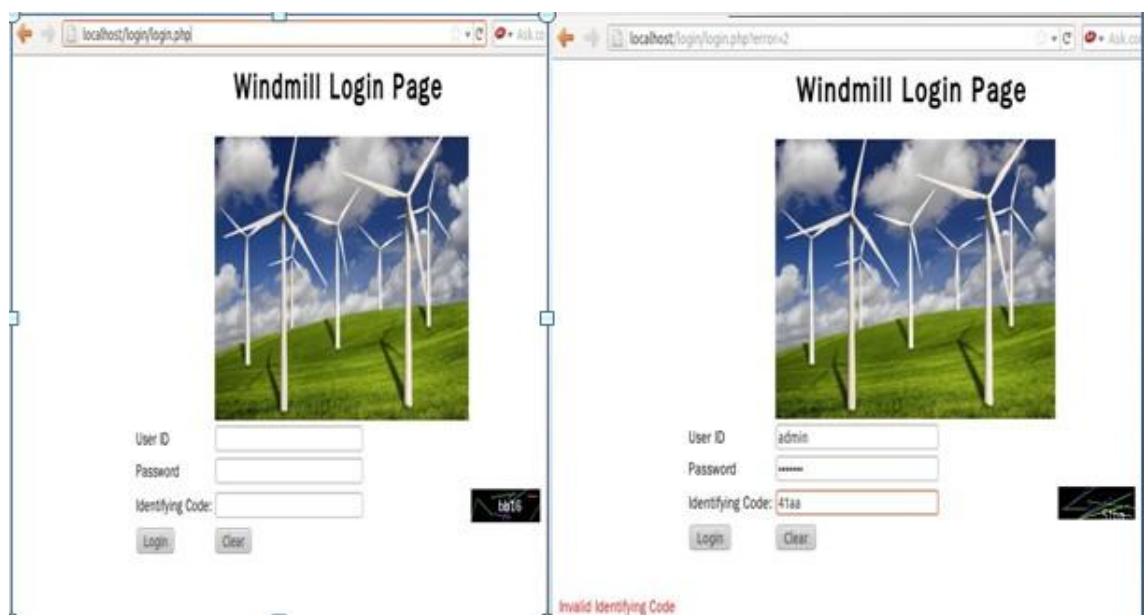 localhost/login/login.php
Windmill Login Page
User ID
Password
Identifying Code:
bb16
Login Clear
localhost/login/login.php?error=2
Windmill Login Page
User ID admin
Password •••••••
Identifying Code: 41aa
Login Clear
Invalid Identifying Code